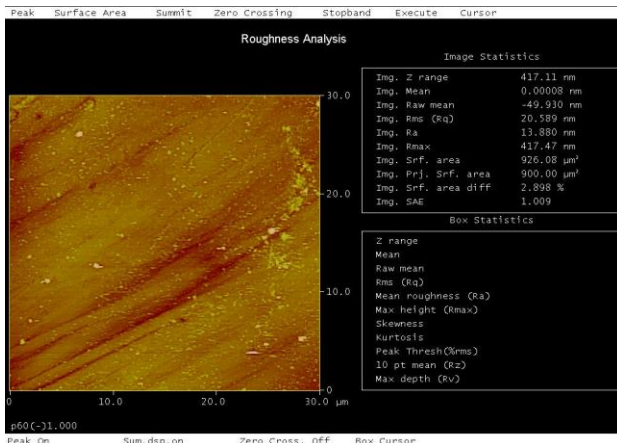 Peak Surface Area Summit Zero Crossing Stopband Execute Cursor
Roughness Analysis
Image Statistics
Img. Z range 417.11 nm
Img. Mean 0.00008 nm
Img. Raw mean -49.930 nm
Img. Rms (Rq) 20.589 nm
Img. Ra 13.880 nm
Img. Rmax 417.47 nm
Img. Srf. area 926.08 µm²
Img. Prj. Srf. area 900.00 µm²
Img. Srf. area diff 2.898 %
Img. SAE 1.009
Box Statistics
Z range
Mean
Raw mean
Rms (Rq)
Mean roughness (Ra)
Max height (Rmax)
Skewness
Kurtosis
Peak Thresh(%rms)
10 pt mean (Rz)
Max depth (Rv)
30.0
20.0
10.0
0
0 10.0 20.0 30.0 µm
p60(-)1.000
Peak On Sum.dsp.on Zero Cross. Off Box Cursor